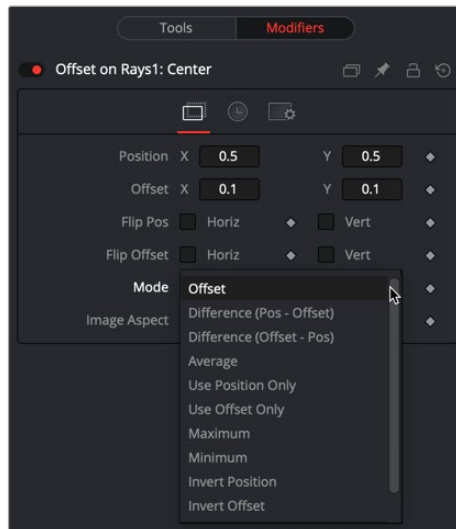 Tools Modifiers
Offset on Rays1: Center
Position X 0.5 Y 0.5
Offset X 0.1 Y 0.1
Flip Pos Horiz Vert
Flip Offset Horiz Vert
Mode Offset
Image Aspect
Difference (Pos - Offset)
Difference (Offset - Pos)
Average
Use Position Only
Use Offset Only
Maximum
Minimum
Invert Position
Invert Offset